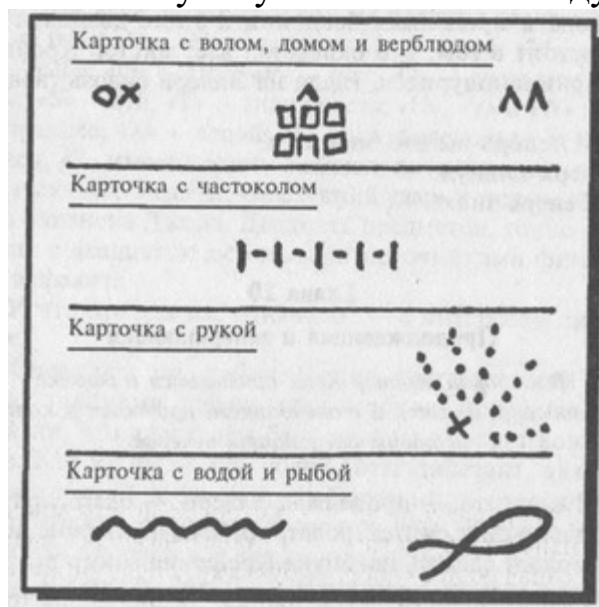 Карточка с волом, домом и верблюдом
Карточка с частоколом
Карточка с рукой
Карточка с водой и рыбой